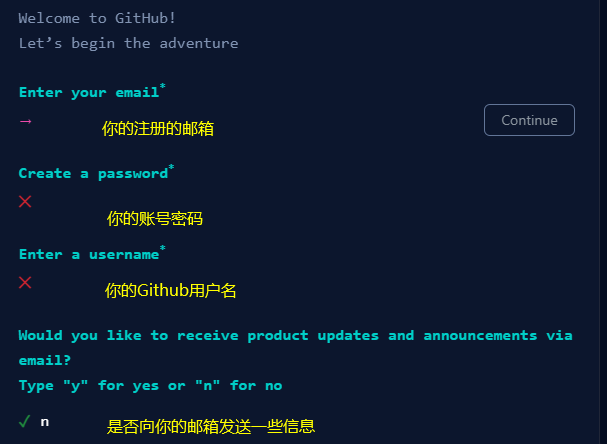 Welcome to GitHub!
Let’s begin the adventure
Enter your email*
→ 你的注册的邮箱
Continue
Create a password*
你的账号密码
Enter a username*
你的Github用户名
Would you like to receive product updates and announcements via
email?
Type "y" for yes or "n" for no
✓ n 是否向你的邮箱发送一些信息